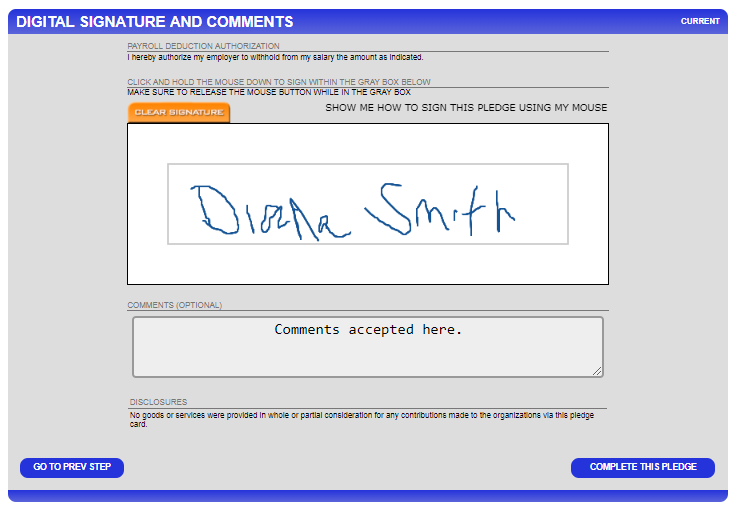 DIGITAL SIGNATURE AND COMMENTS
CURRENT
PAYROLL DEDUCTION AUTHORIZATION
I hereby authorize my employer to withhold from my salary the amount as indicated.
CLICK AND HOLD THE MOUSE DOWN TO SIGN WITHIN THE GRAY BOX BELOW
MAKE SURE TO RELEASE THE MOUSE BUTTON WHILE IN THE GRAY BOX
CLEAR SIGNATURE
SHOW ME HOW TO SIGN THIS PLEDGE USING MY MOUSE
Diana Smith
COMMENTS (OPTIONAL)
Comments accepted here.
DISCLOSURES
No goods or services were provided in whole or partial consideration for any contributions made to the organizations via this pledge
card.
GO TO PREV STEP
COMPLETE THIS PLEDGE